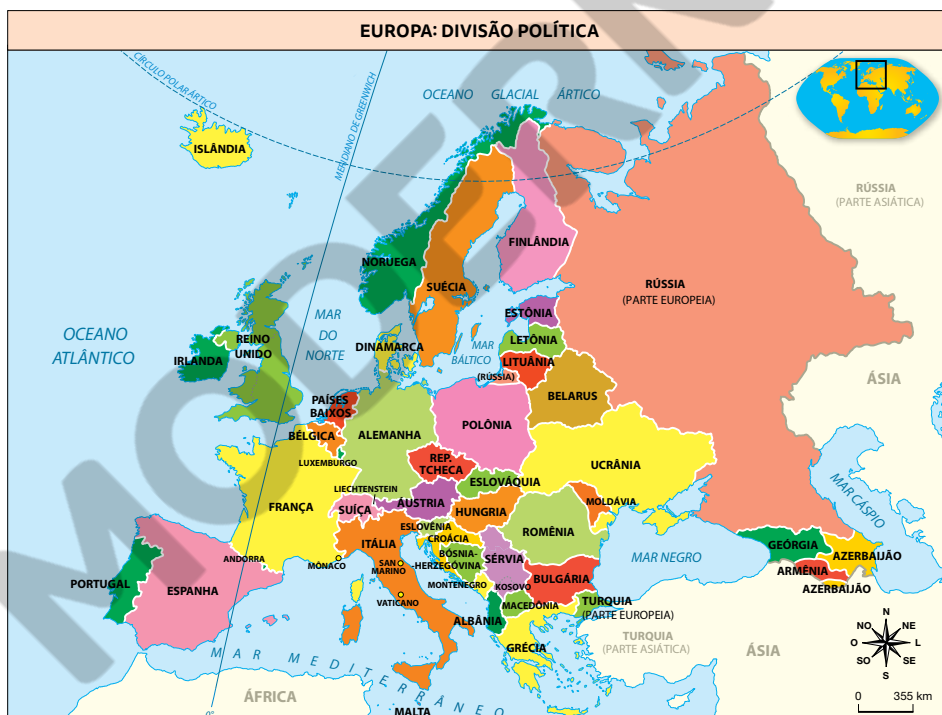 EUROPA: DIVISÃO POLÍTICA
CÍRCULO POLAR ÁRTICO
MERIDIANO DE GREENWICH
OCEANO GLACIAL ÁRTICO
ISLÂNDIA
RÚSSIA
(PARTE ASIÁTICA)
NORUEGA
FINLÂNDIA
SUÉCIA
RÚSSIA
(PARTE EUROPEIA)
OCEANO
ATLÂNTICO
MAR
DO
NORTE
ESTÔNIA
LETÔNIA
MAR
BÁLTICO
LITUÂNIA
(RÚSSIA)
DINAMARCA
REINO
UNIDO
IRLANDA
ÁSIA
BELARUS
PAÍSES
BAIXOS
POLÔNIA
BÉLGICA
ALEMANHA
LUXEMBURGO
REP.
TCHECA
UCRÂNIA
ESLOVÁQUIA
LIECHTENSTEIN
ÁUSTRIA
MOLDÁVIA
FRANÇA
SUÍÇA
HUNGRIA
ROMÊNIA
MAR CÁSPIO
ESLOVÊNIA
CROÁCIA
ITÁLIA
BÓSNIA-
-HERZEGÓVINA
SÉRVIA
MAR NEGRO
GEÓRGIA
AZERBAIJÃO
ARMÊNIA
AZERBAIJÃO
ANDORRA
MÔNACO
SAN
MARINO
MONTENEGRO
KOSOVO
BULGÁRIA
PORTUGAL
ESPANHA
VATICANO
MACEDÔNIA
TURQUIA
(PARTE EUROPEIA)
ALBÂNIA
GRÉCIA
TURQUIA
(PARTE ASIÁTICA)
ÁSIA
MAR MEDITERRÂNEO
ÁFRICA
MALTA
0°
N
NO
NE
O
L
SO
SE
S
0 355 km
MODERNA